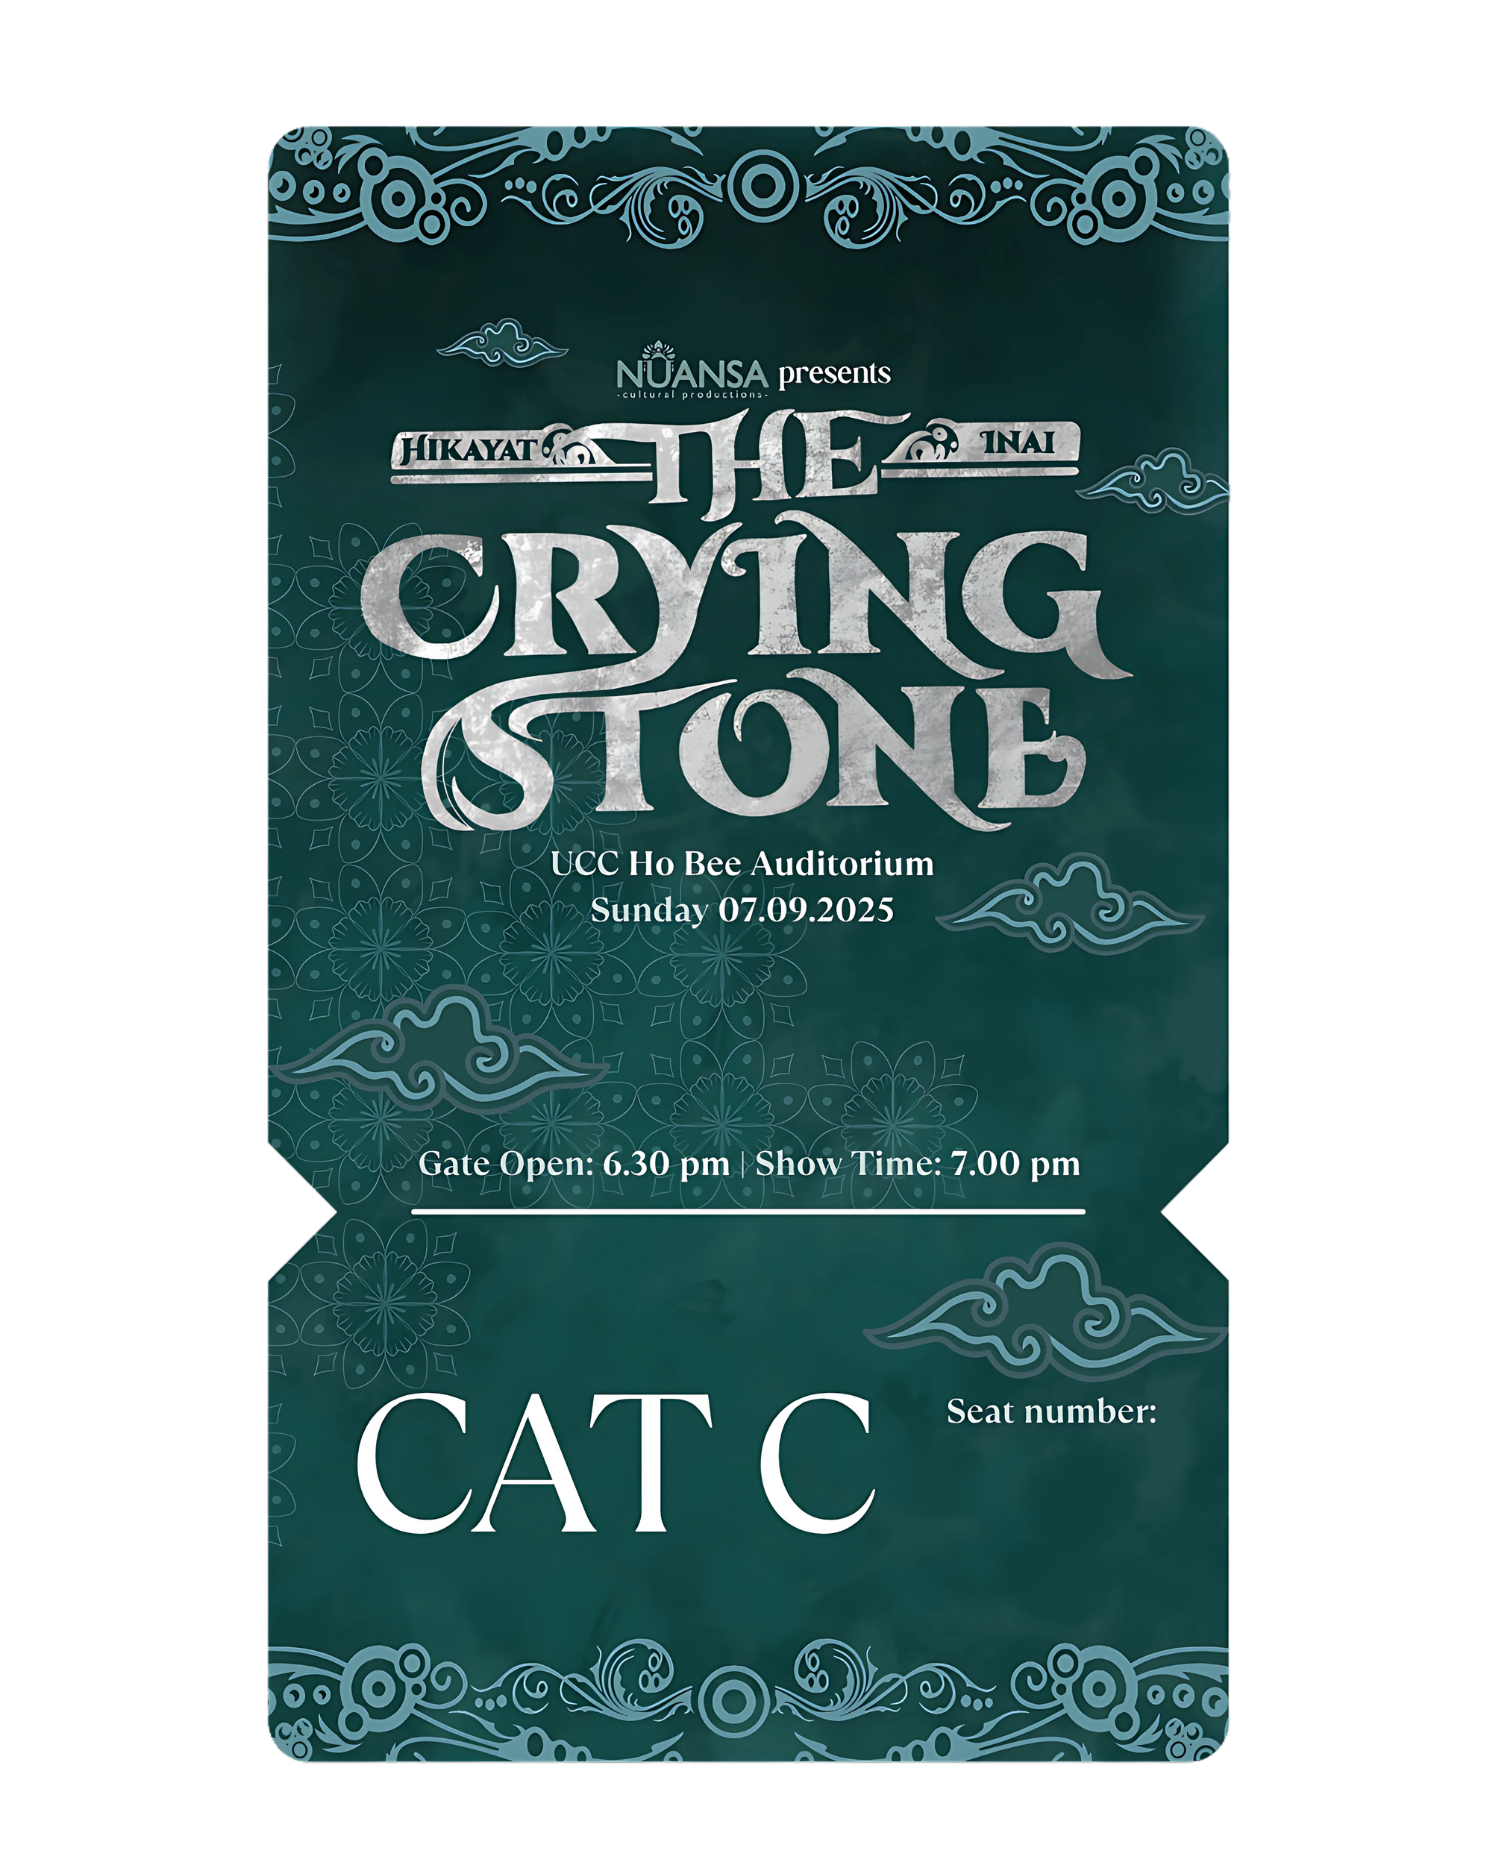 NUANSA presents
-cultural productions-
HIKAYAT THE INAI
CRYING
STONE
UCC Ho Bee Auditorium
Sunday 07.09.2025
Gate Open: 6.30 pm | Show Time: 7.00 pm
CAT C
Seat number: